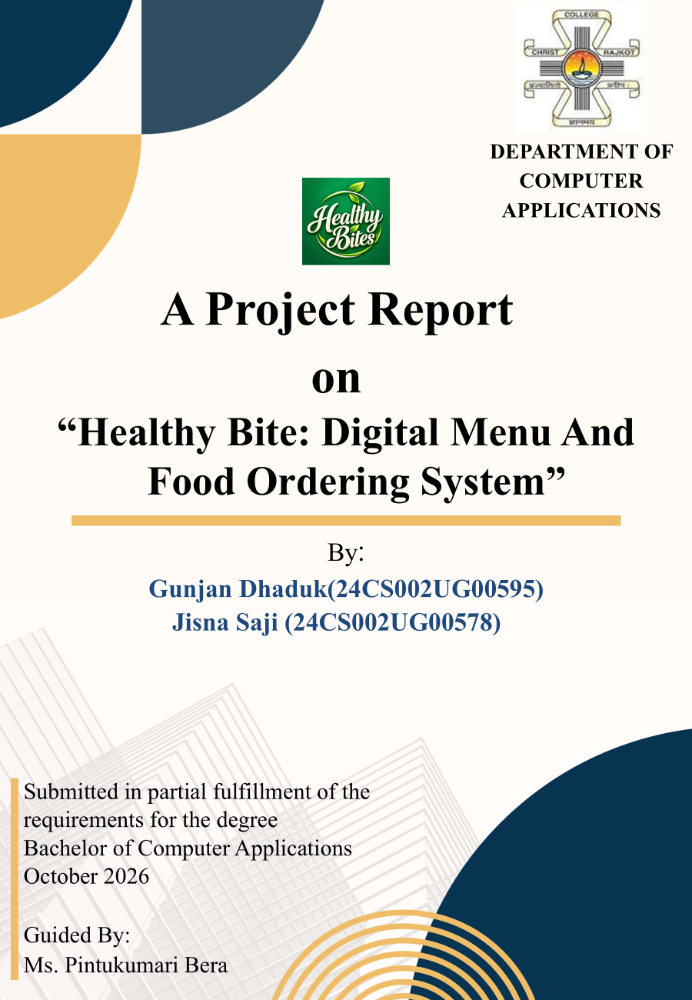 COLLEGE
CHRIST RAJKOT
प्रज्वालितो प्रदीपः
ज्ञानमय
DEPARTMENT OF
COMPUTER
APPLICATIONS
Healthy
Bites
A Project Report
on
“Healthy Bite: Digital Menu And
Food Ordering System”
By:
Gunjan Dhaduk(24CS002UG00595)
Jisna Saji (24CS002UG00578)
Submitted in partial fulfillment of the
requirements for the degree
Bachelor of Computer Applications
October 2026
Guided By:
Ms. Pintukumari Bera